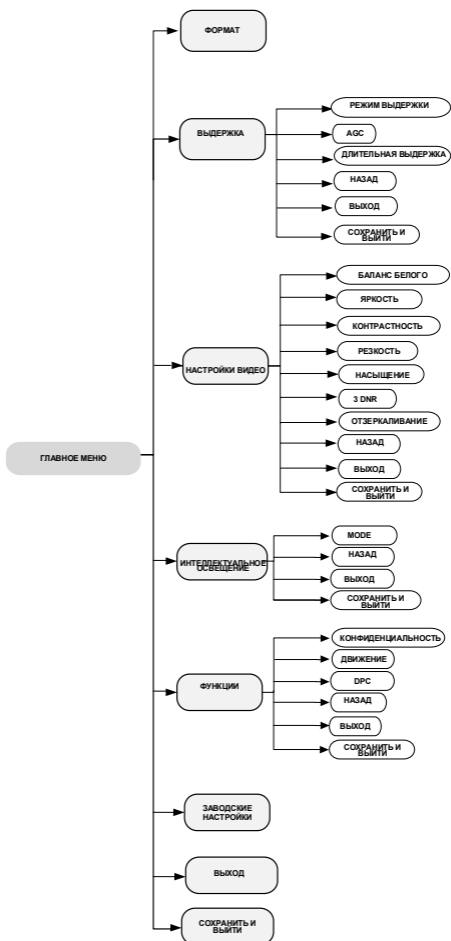 ФОРМАТ
ВЫДЕРЖКА
РЕЖИМ ВЫДЕРЖКИ
AGC
ДЛИТЕЛЬНАЯ ВЫДЕРЖКА
НАЗАД
ВЫХОД
СОХРАНИТЬ И
ВЫЙТИ
НАСТРОЙКИ ВИДЕО
БАЛАНС БЕЛОГО
ЯРКОСТЬ
КОНТРАСТНОСТЬ
РЕЗКОСТЬ
НАСЫЩЕНИЕ
3 DNR
ОТЗЕРКАЛИВАНИЕ
НАЗАД
ВЫХОД
СОХРАНИТЬ И
ВЫЙТИ
ГЛАВНОЕ МЕНЮ
ИНТЕЛЛЕКТУАЛЬНОЕ
ОСВЕЩЕНИЕ
MODE
НАЗАД
ВЫХОД
СОХРАНИТЬ И
ВЫЙТИ
ФУНКЦИИ
КОНФИДЕНЦИАЛЬНОСТЬ
ДВИЖЕНИЕ
DPC
НАЗАД
ВЫХОД
СОХРАНИТЬ И
ВЫЙТИ
ЗАВОДСКИЕ
НАСТРОЙКИ
ВЫХОД
СОХРАНИТЬ И
ВЫЙТИ